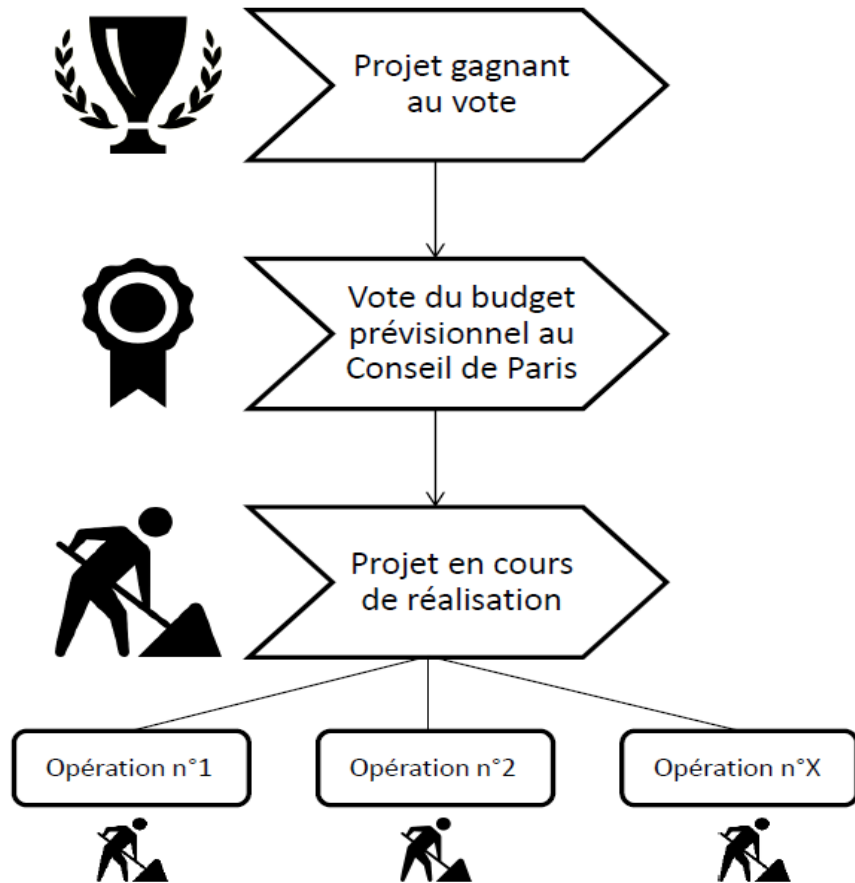 Projet gagnant
au vote
Vote du budget
prévisionnel au
Conseil de Paris
Projet en cours
de réalisation
Opération n°1
Opération n°2
Opération n°X